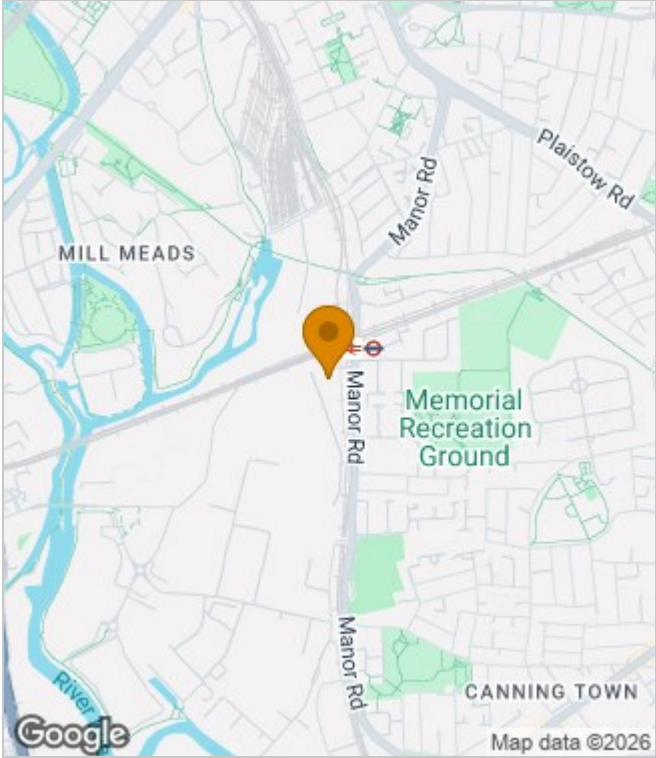 Plaistow Rd
Manor Rd
MILL MEADS
Manor Rd
Memorial
Recreation
Ground
Manor Rd
River
CANNING TOWN
Google
Map data ©2026